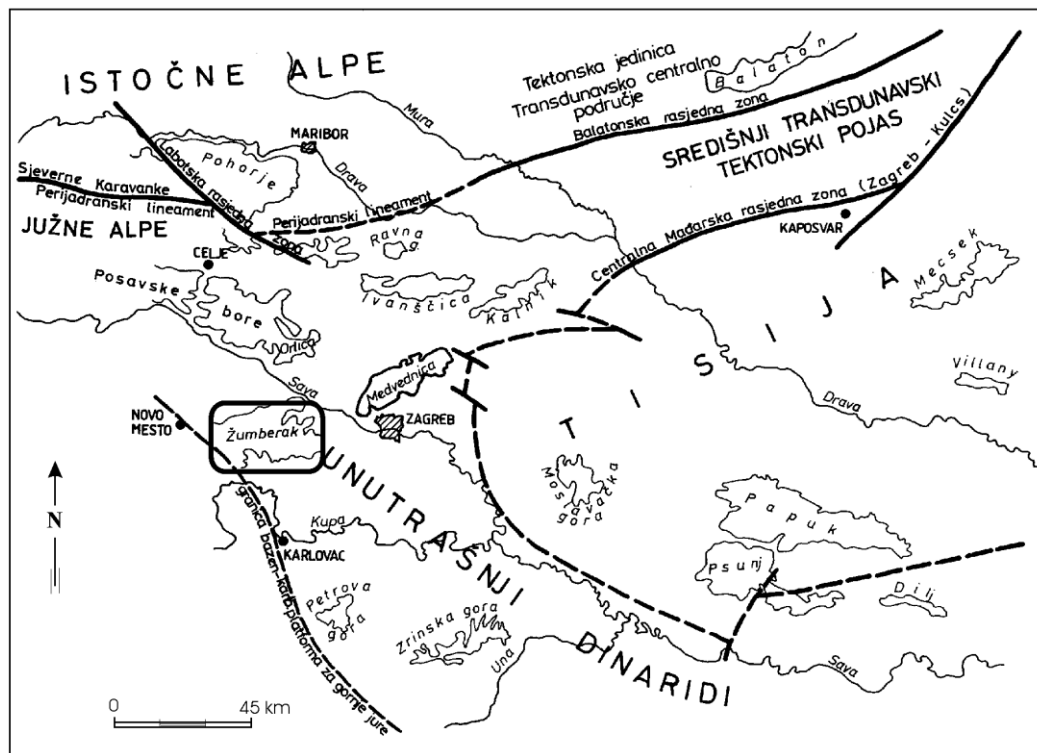 ISTOČNE ALPE
Tektonska jedinica
Transdunavsko centralno
područje
Balaton
Balatonska rasjedna zona
SREDIŠNJI TRANSDUNAVSKI
TEKTONSKI POJAS
Mura
MARIBOR
Pohorje
Labotska rasjedna zona
Drava
Sjeverne Karavanke
Perijadranski lineament
JUŽNE ALPE
Perijadranski lineament
Ravna
g.
Centralna Mađarska rasjedna zona (Zagreb - Kulcs)
KAPOSVAR
CELJE
Mecsek
Posavske
bore
Ivanščica
Kalnik
Orlica
TISIJA
Villany
Medvednica
Sava
Drava
NOVO
MESTO
Žumberak
ZAGREB
Moslavačka
gora
N
UNUTRAŠNJI
DINARIDI
Papuk
Kupa
KARLOVAC
Psunj
Dilj
granica bazen-karb.platforma za gornje jure
Petrova
gora
Zrinska gora
Una
Sava
0 45 km